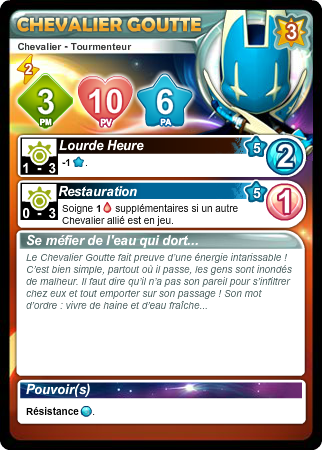 CHEVALIER GOUTTE
3
Chevalier - Tourmenteur
2
3
PM
10
PV
6
PA
Lourde Heure
5
2
1 - 3
-1
Restauration
5
1
0 - 3
Soigne 1 supplémentaires si un autre
Chevalier allié est en jeu.
Se méfier de l'eau qui dort...
Le Chevalier Goutte fait preuve d'une énergie intarissable !
C'est bien simple, partout où il passe, les gens sont inondés
de malheur. Il faut dire qu'il n'a pas son pareil pour s'infiltrer
chez eux et tout emporter sur son passage ! Son mot
d'ordre : vivre de haine et d'eau fraîche...
Pouvoir(s)
Résistance .